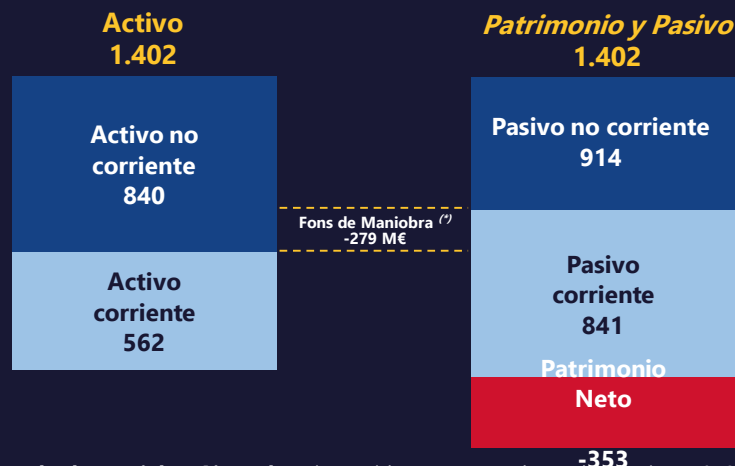 Activo
1.402
Activo no
corriente
840
Activo
corriente
562
Fons de Maniobra (*)
-279 M€
Patrimonio y Pasivo
1.402
Pasivo no corriente
914
Pasivo
corriente
841
Patrimonio
Neto
-353